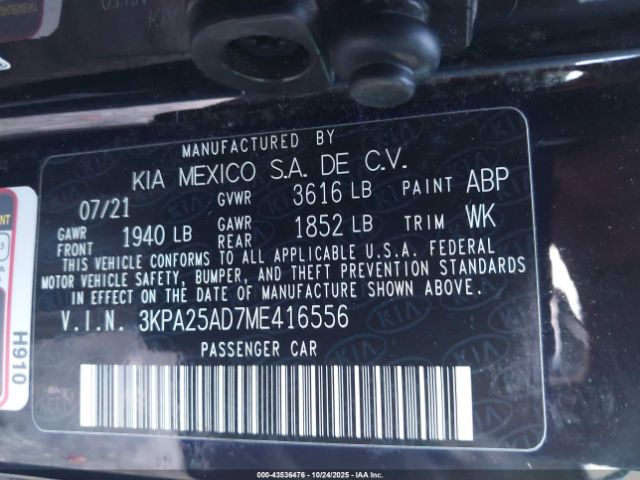 MANUFACTURED BY
KIA MEXICO S.A. DE C.V.
07/21 GVWR 3616 LB PAINT ABP
GAWR FRONT 1940 LB GAWR REAR 1852 LB TRIM WK
THIS VEHICLE CONFORMS TO ALL APPLICABLE U.S.A. FEDERAL
MOTOR VEHICLE SAFETY, BUMPER, AND THEFT PREVENTION STANDARDS
IN EFFECT ON THE DATE OF MANUFACTURE SHOWN ABOVE.
V.I.N. 3KPA25AD7ME416556
PASSENGER CAR
H910
000-43536476 - 10/24/2025 - IAAI, Inc.